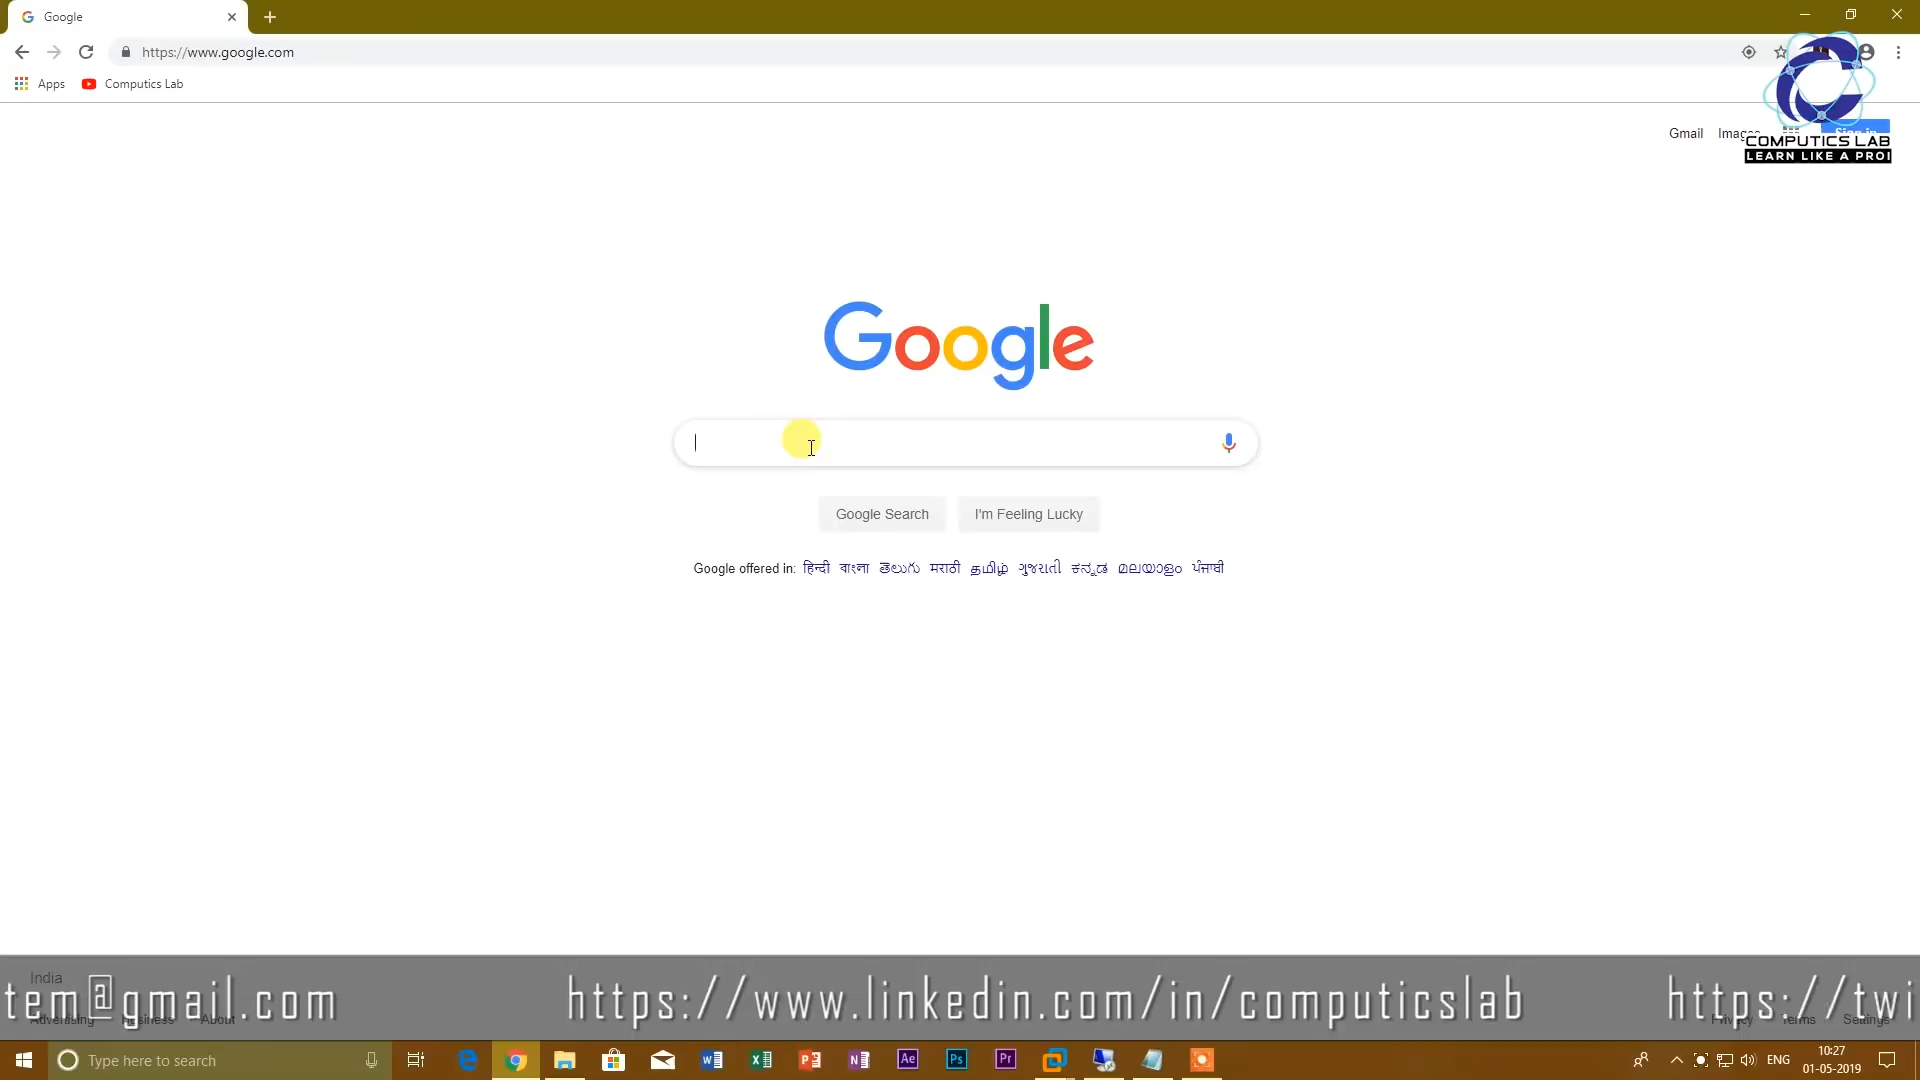 Google
https://www.google.com
Apps Computics Lab
Gmail Images
Sign in
COMPUTICS LAB
LEARN LIKE A PRO!
Google
Google Search I'm Feeling Lucky
Google offered in: हिन्दी বাংলা తెలుగు मराठी தமிழ் ગુજરાતી ಕನ್ನಡ മലയാളം ਪੰਜਾਬੀ
India
tem@gmail.com https://www.linkedin.com/in/computicslab https://twi
Advertising Business About Privacy Terms Settings
Type here to search
ENG
10:27
01-05-2019